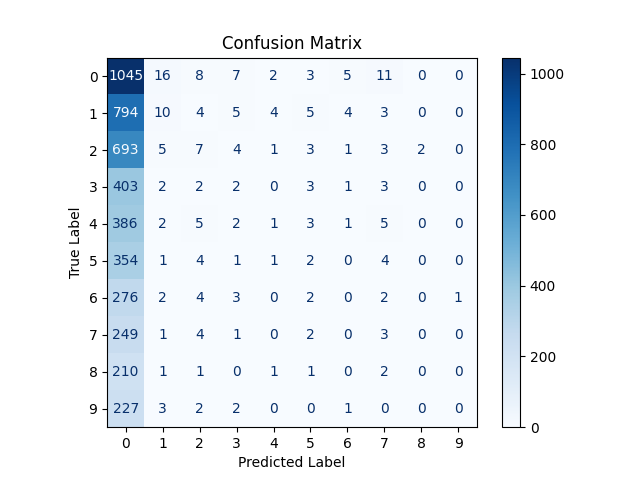 Confusion Matrix
0 1045 16 8 7 2 3 5 11 0 0
1 794 10 4 5 4 5 4 3 0 0
2 693 5 7 4 1 3 1 3 2 0
3 403 2 2 2 0 3 1 3 0 0
4 386 2 5 2 1 3 1 5 0 0
5 354 1 4 1 1 2 0 4 0 0
6 276 2 4 3 0 2 0 2 0 1
7 249 1 4 1 0 2 0 3 0 0
8 210 1 1 0 1 1 0 2 0 0
9 227 3 2 2 0 0 1 0 0 0
0 1 2 3 4 5 6 7 8 9
Predicted Label
True Label
1000
800
600
400
200
0